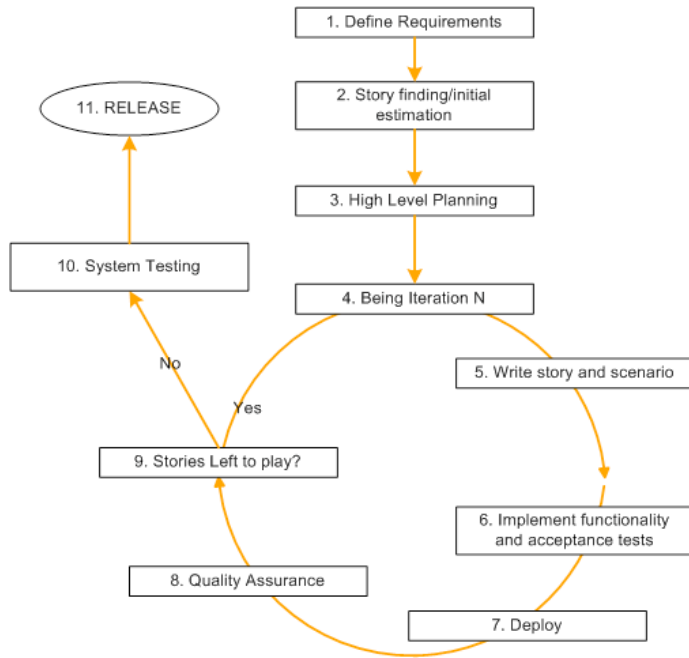 1. Define Requirements
2. Story finding/initial
estimation
3. High Level Planning
4. Being Iteration N
5. Write story and scenario
6. Implement functionality
and acceptance tests
7. Deploy
8. Quality Assurance
9. Stories Left to play?
Yes
No
10. System Testing
11. RELEASE